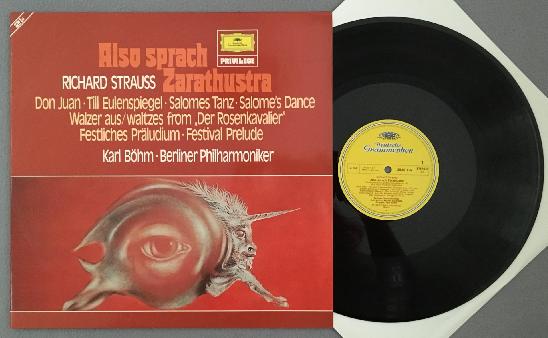 Also sprach
Zarathustra
PRIVILEGE
RICHARD STRAUSS
Don Juan · Till Eulenspiegel · Salomes Tanz · Salome's Dance
Walzer aus/waltzes from ‚Der Rosenkavalier'
Festliches Präludium · Festival Prelude
Karl Böhm · Berliner Philharmoniker
Deutsche
Grammophon
1